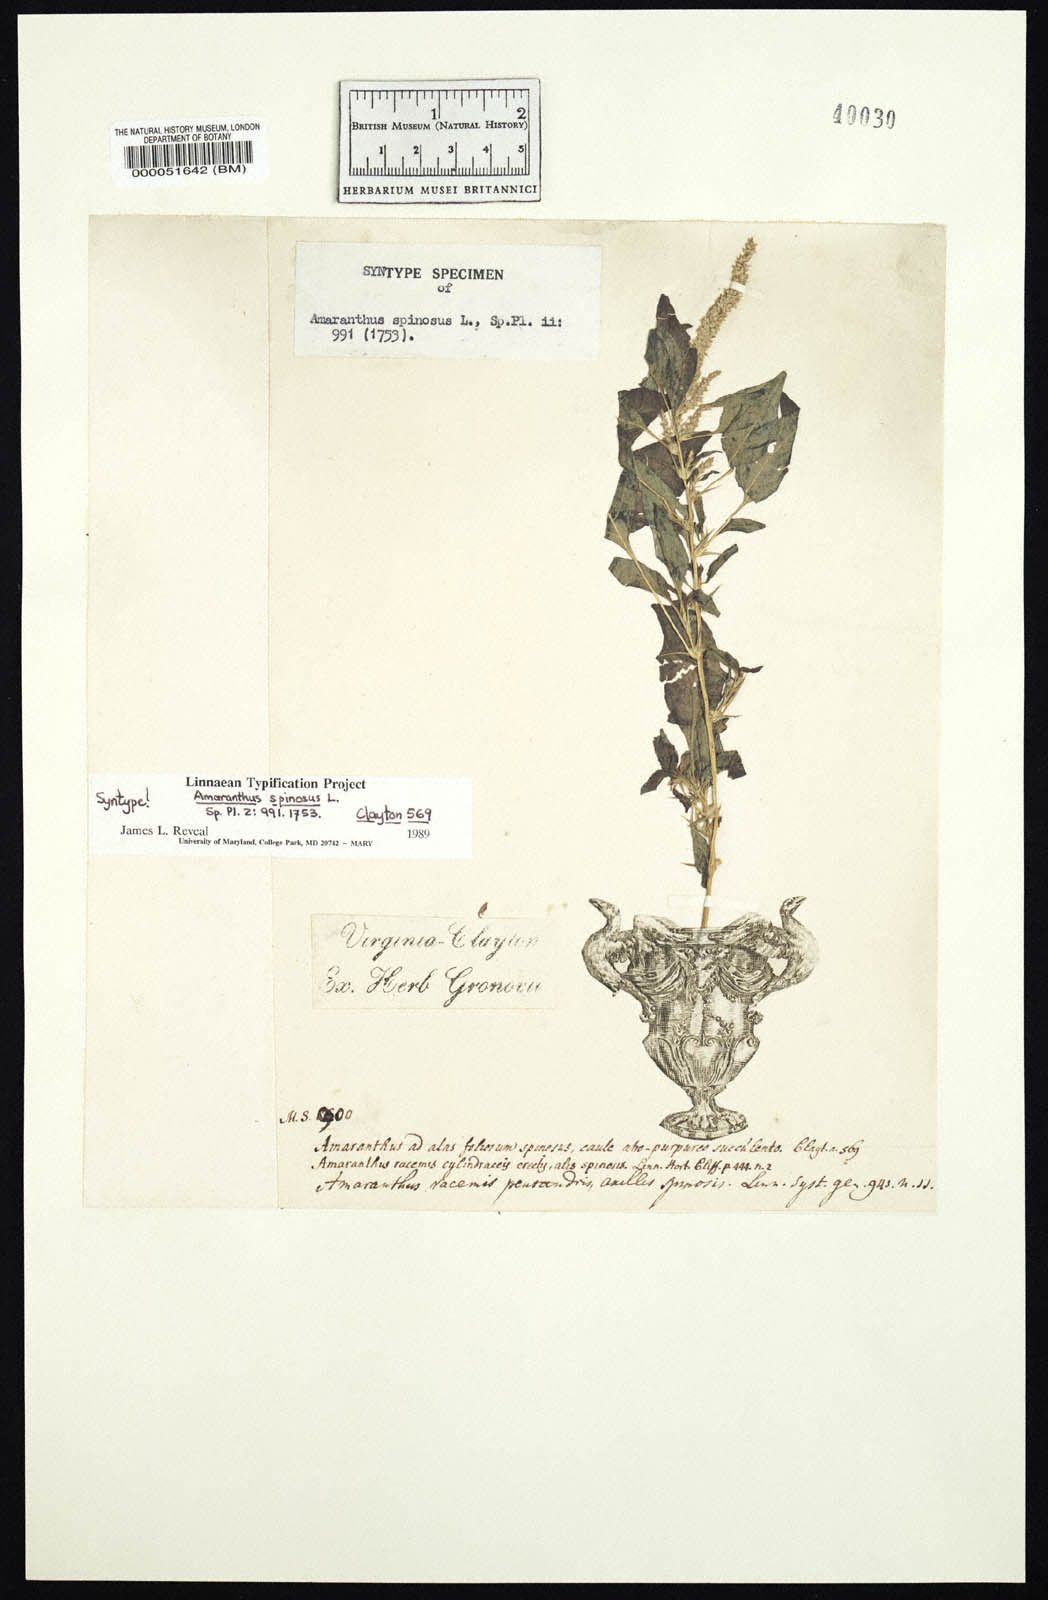 THE NATURAL HISTORY MUSEUM, LONDON
DEPARTMENT OF BOTANY
000051642 (BM)
1 2
BRITISH MUSEUM (NATURAL HISTORY)
1 2 3 4 5
HERBARIUM MUSEI BRITANNICI
40030
SYNTYPE SPECIMEN
of
Amaranthus spinosus L., Sp.Pl. ii:
991 (1753).
Linnaean Typification Project
Syntype!
Amaranthus spinosus L.
Sp. Pl. 2: 991. 1753.
Clayton 569
James L. Reveal
1989
University of Maryland, College Park, MD 20742 – MARY
Virginia - Clayton
Ex. Herb Gronovii
M. S.
Amaranthus ad alas foliorum spinosus, caule atro-purpureo succulento. Clayt. n. 569
Amaranthus racemis cylindraceis erectis, alis spinosis. Linn. Hort. Cliff. p. 444. n. 2
Amaranthus racemis pentandris, axillis spinosis. Linn. Syst. gen. 941. n. 11.